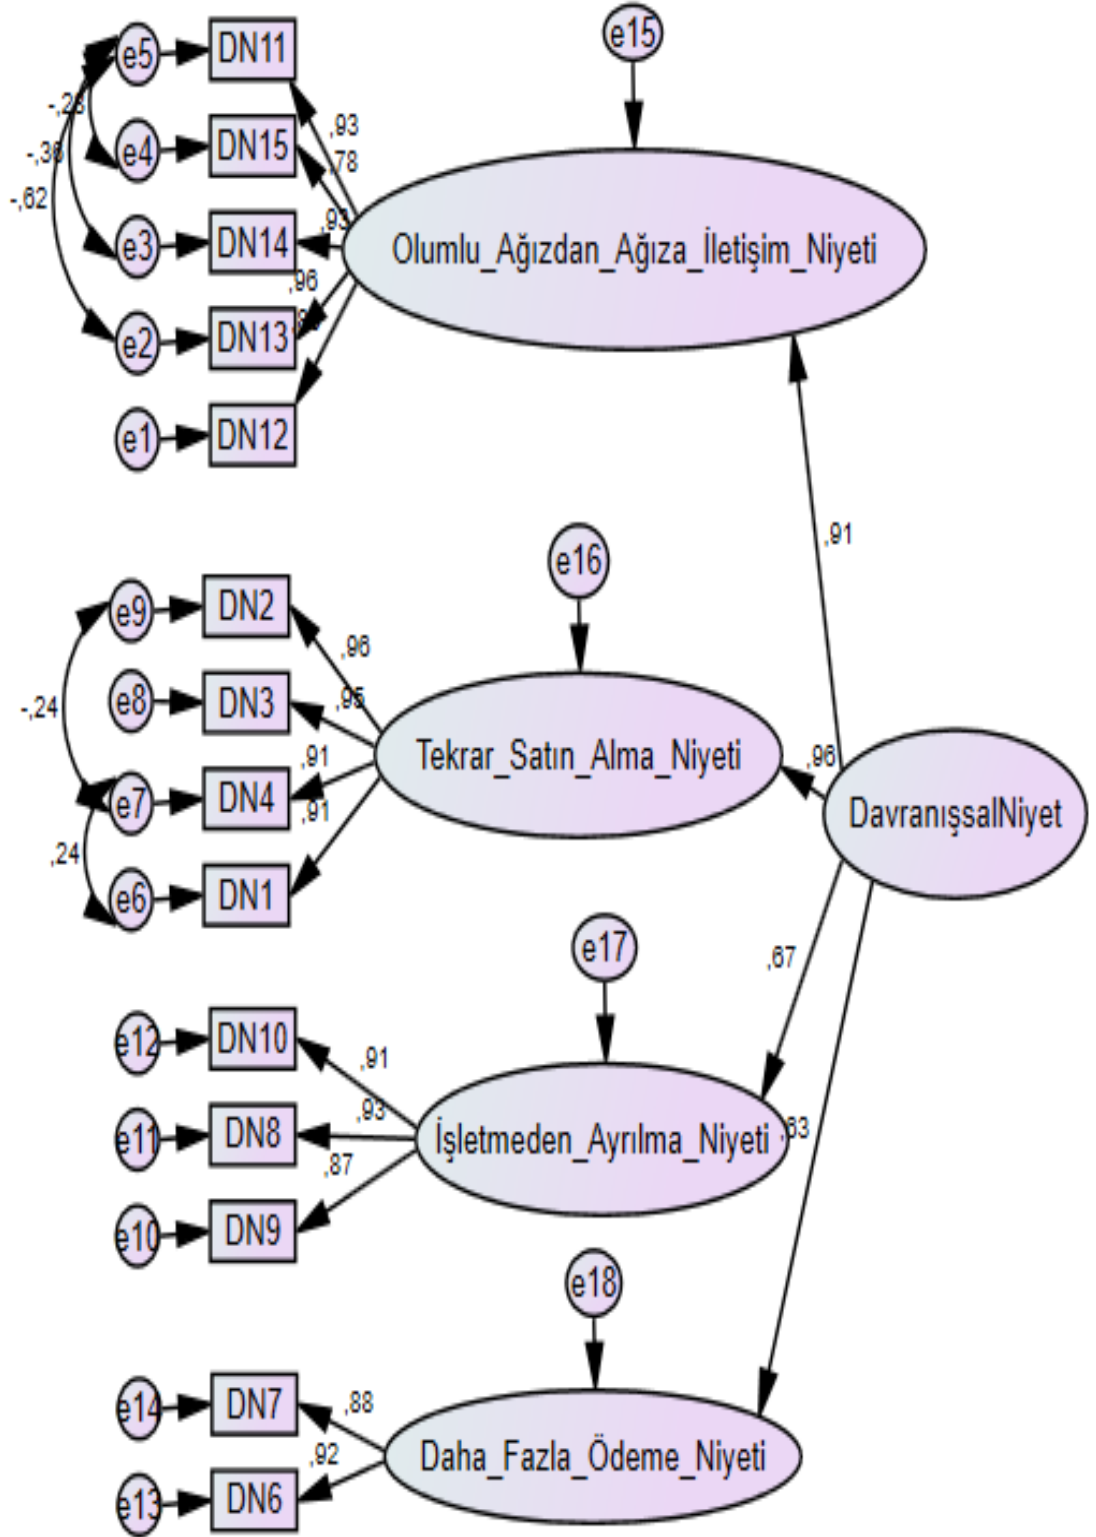 e15
e5
DN11
-,23
,93
e4
DN15
-,36
,78
-,62
e3
DN14
,93
Olumlu_Ağızdan_Ağıza_İletişim_Niyeti
,96
e2
DN13
e1
DN12
,91
e16
e9
DN2
,96
e8
DN3
,95
-,24
Tekrar_Satın_Alma_Niyeti
,96
,91
e7
DN4
,91
DavranışsalNiyet
,24
e6
DN1
e17
,67
e12
DN10
,91
e11
DN8
,93
İşletmeden_Ayrılma_Niyeti
,63
,87
e10
DN9
e18
e14
DN7
,88
Daha_Fazla_Ödeme_Niyeti
,92
e13
DN6